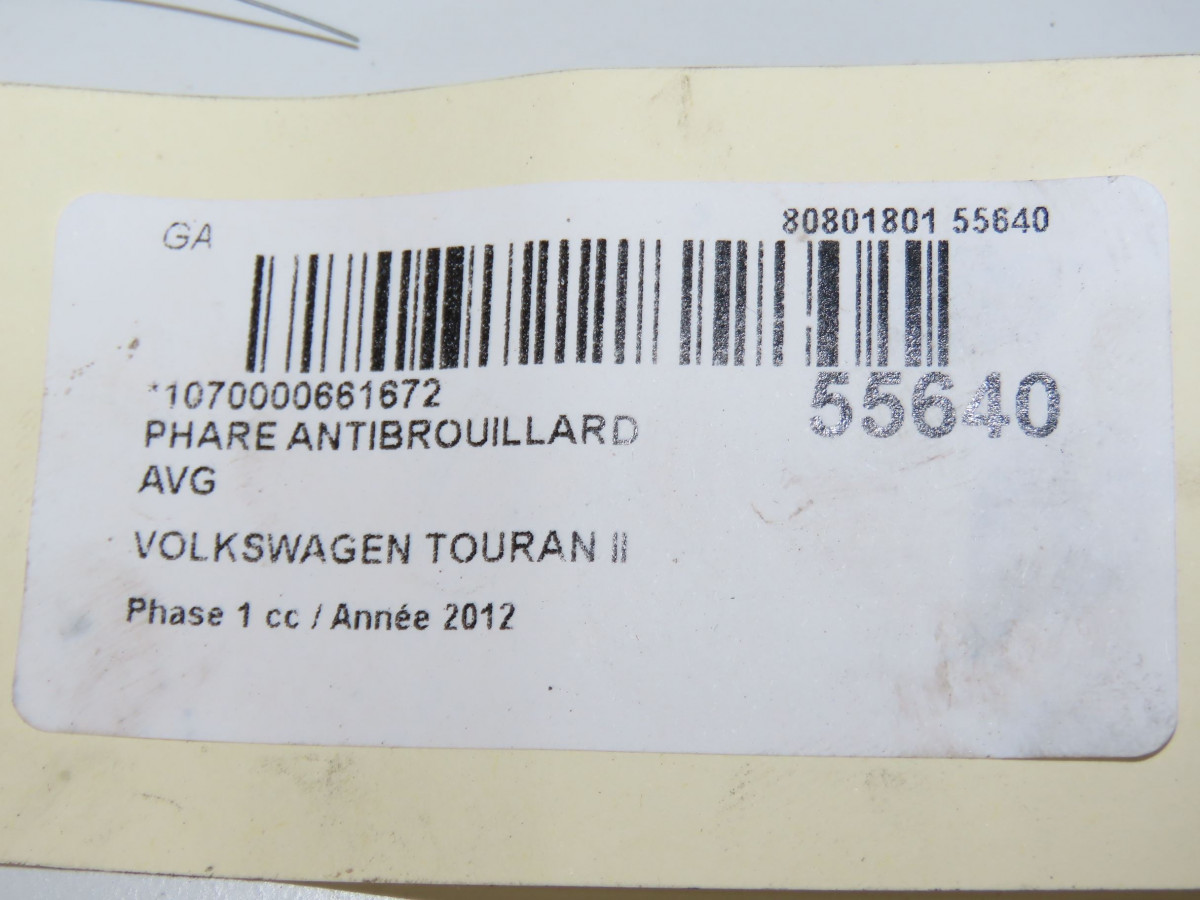 GA
80801801 55640
*1070000661672
55640
PHARE ANTIBROUILLARD
AVG
VOLKSWAGEN TOURAN II
Phase 1 cc / Année 2012